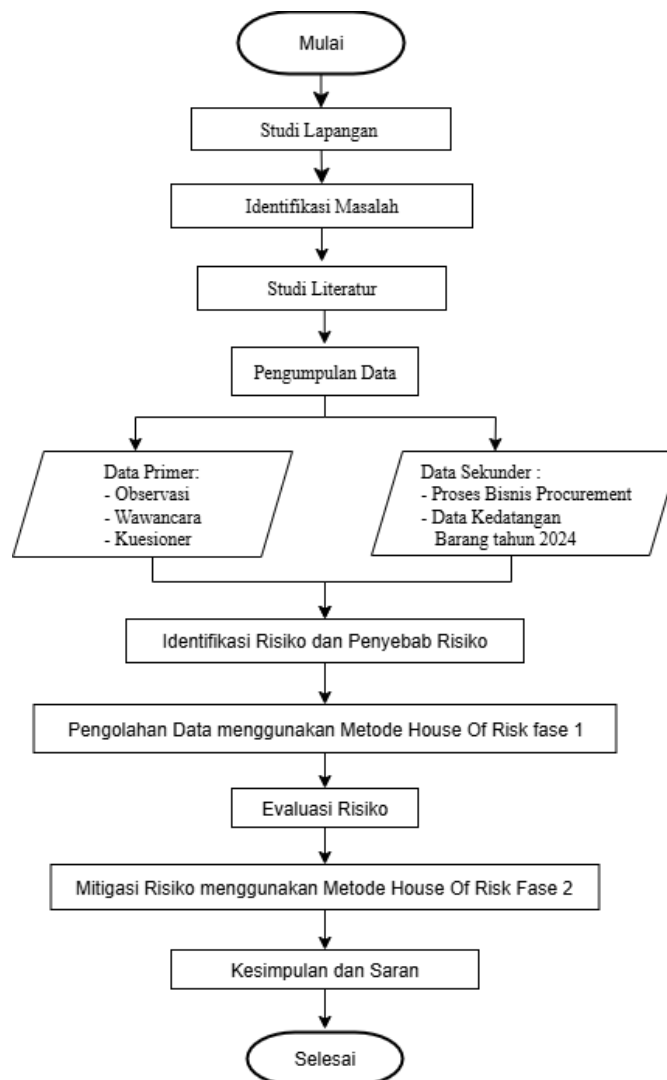 Mulai
Studi Lapangan
Identifikasi Masalah
Studi Literatur
Pengumpulan Data
Data Primer:
- Observasi
- Wawancara
- Kuesioner
Data Sekunder :
- Proses Bisnis Procurement
- Data Kedatangan
Barang tahun 2024
Identifikasi Risiko dan Penyebab Risiko
Pengolahan Data menggunakan Metode House Of Risk fase 1
Evaluasi Risiko
Mitigasi Risiko menggunakan Metode House Of Risk Fase 2
Kesimpulan dan Saran
Selesai